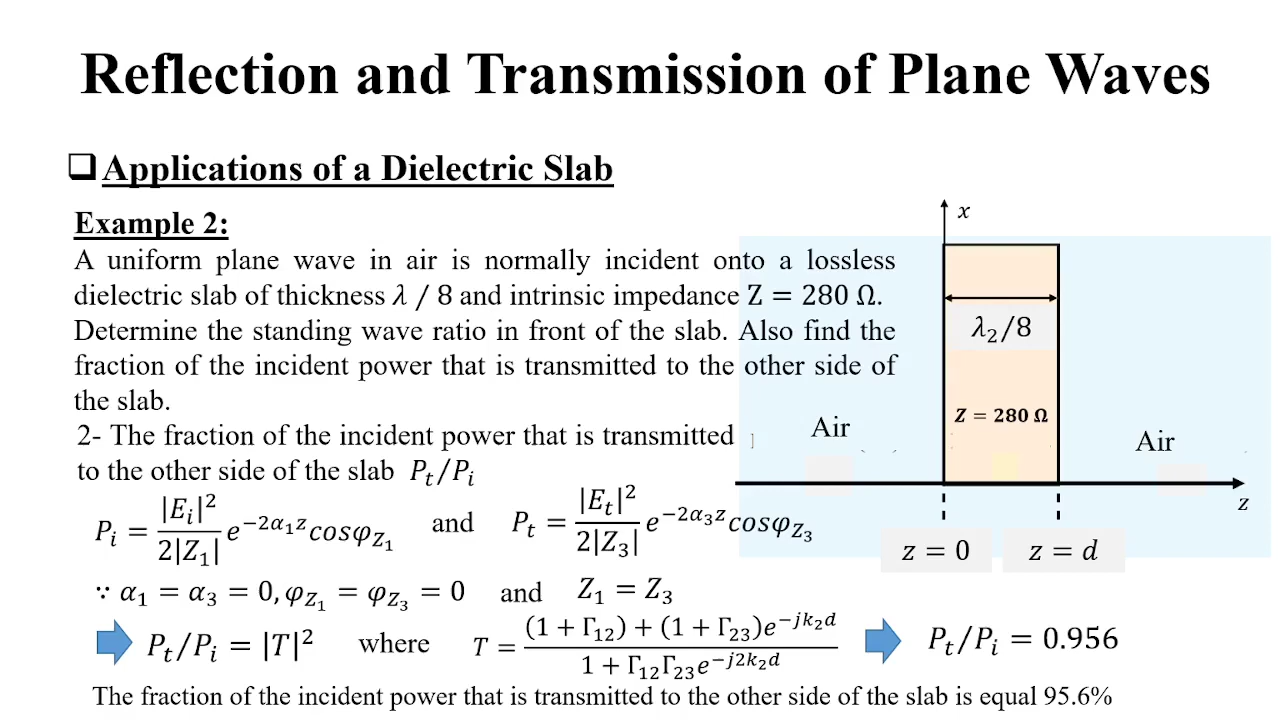 Reflection and Transmission of Plane Waves
❑ Applications of a Dielectric Slab
Example 2:
A uniform plane wave in air is normally incident onto a lossless
dielectric slab of thickness λ / 8 and intrinsic impedance Z = 280 Ω.
Determine the standing wave ratio in front of the slab. Also find the
fraction of the incident power that is transmitted to the other side of
the slab.
2- The fraction of the incident power that is transmitted
to the other side of the slab P_t/P_i
P_i = |E_i|²/(2|Z_1|) e^{-2α_1 z} cosφ_{Z_1} and P_t = |E_t|²/(2|Z_3|) e^{-2α_3 z} cosφ_{Z_3}
∵ α_1 = α_3 = 0, φ_{Z_1} = φ_{Z_3} = 0 and Z_1 = Z_3
P_t/P_i = |T|² where T = ((1 + Γ_12) + (1 + Γ_23)e^{-jk_2 d})/(1 + Γ_12 Γ_23 e^{-j2k_2 d}) P_t/P_i = 0.956
The fraction of the incident power that is transmitted to the other side of the slab is equal 95.6%
x
λ_2/8
Z = 280 Ω
Air
Air
z
z = 0
z = d